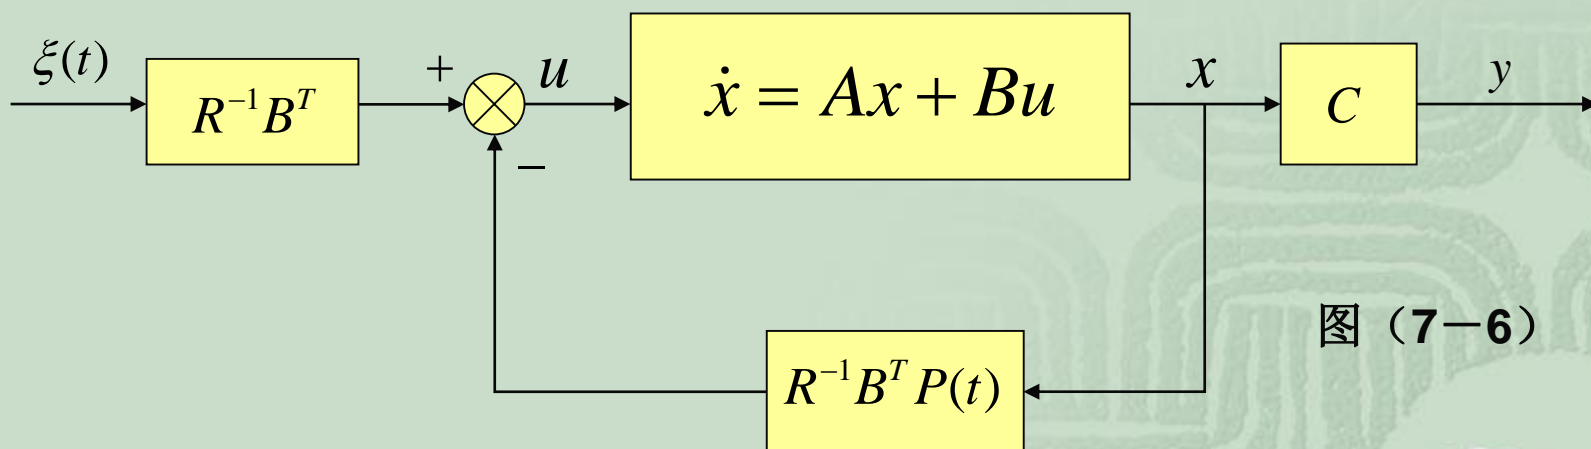 ξ(t)
R⁻¹Bᵀ
+
−
u
ẋ = Ax + Bu
x
C
y
R⁻¹BᵀP(t)
图（7－6）